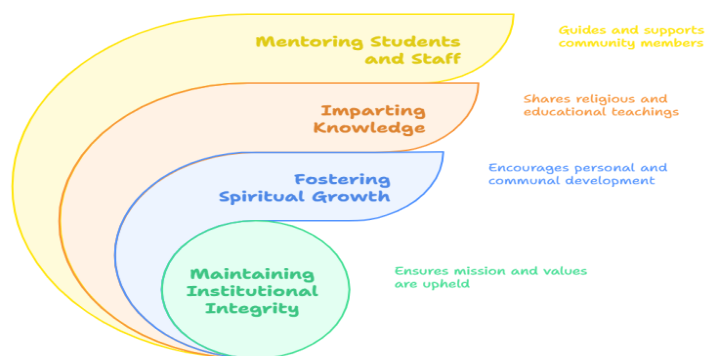 Mentoring Students
and Staff
Guides and supports
community members
Imparting
Knowledge
Shares religious and
educational teachings
Fostering
Spiritual Growth
Encourages personal and
communal development
Maintaining
Institutional
Integrity
Ensures mission and values
are upheld